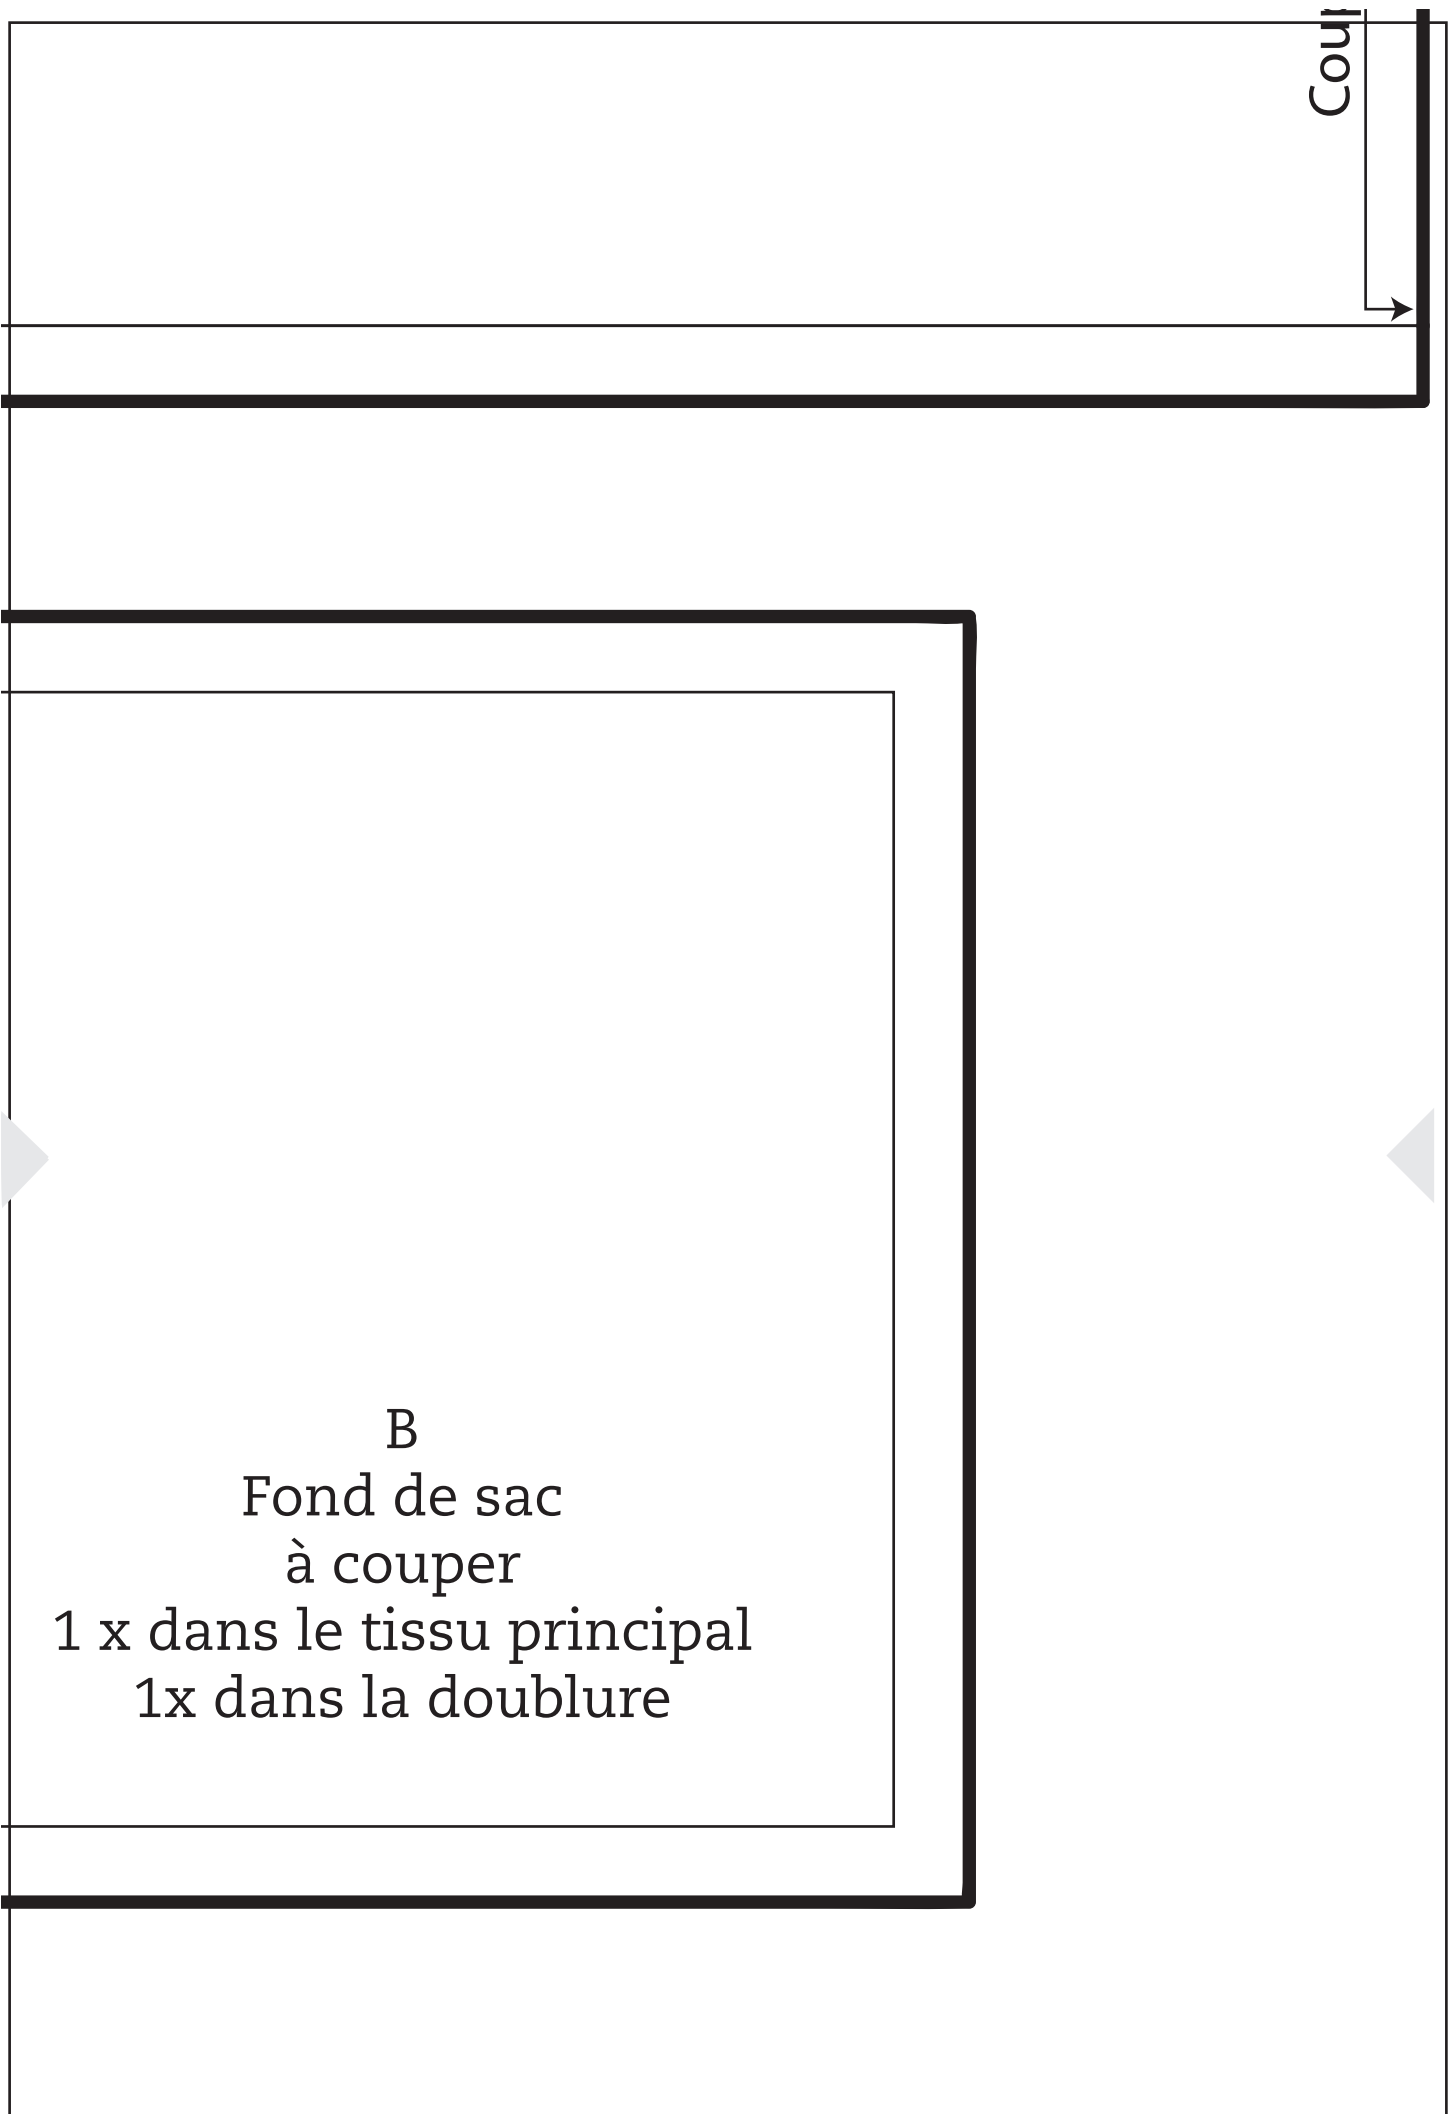 B
Fond de sac
à couper
1 x dans le tissu principal
1x dans la doublure